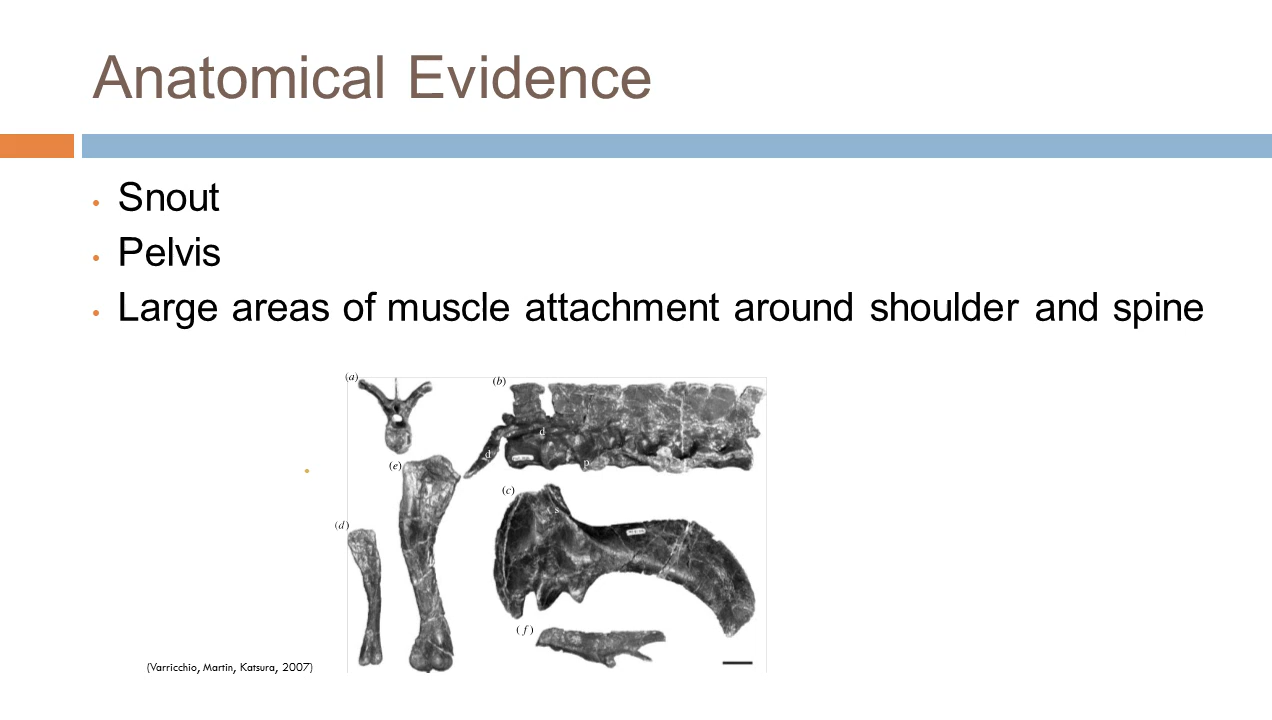 Anatomical Evidence
• Snout
• Pelvis
• Large areas of muscle attachment around shoulder and spine
•
(a)
(b)
d
d
p
(e)
(c)
s
(d)
(f)
(Varricchio, Martin, Katsura, 2007)